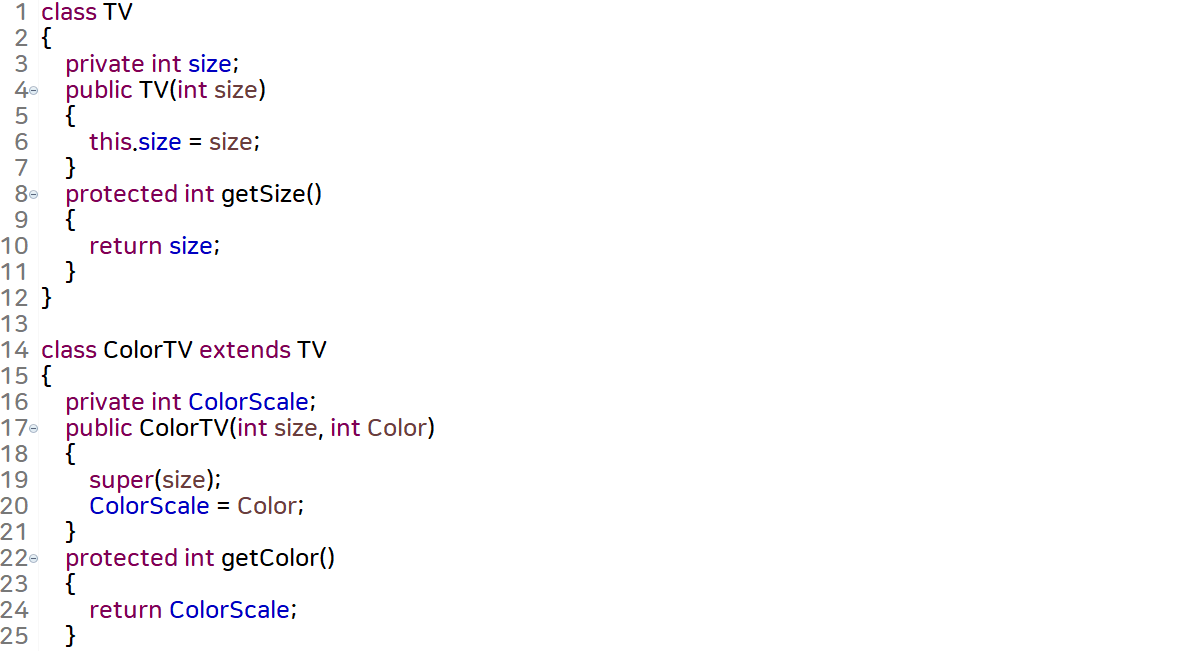 1 class TV
2 {
3 private int size;
4 public TV(int size)
5 {
6 this.size = size;
7 }
8 protected int getSize()
9 {
10 return size;
11 }
12 }
13
14 class ColorTV extends TV
15 {
16 private int ColorScale;
17 public ColorTV(int size, int Color)
18 {
19 super(size);
20 ColorScale = Color;
21 }
22 protected int getColor()
23 {
24 return ColorScale;
25 }